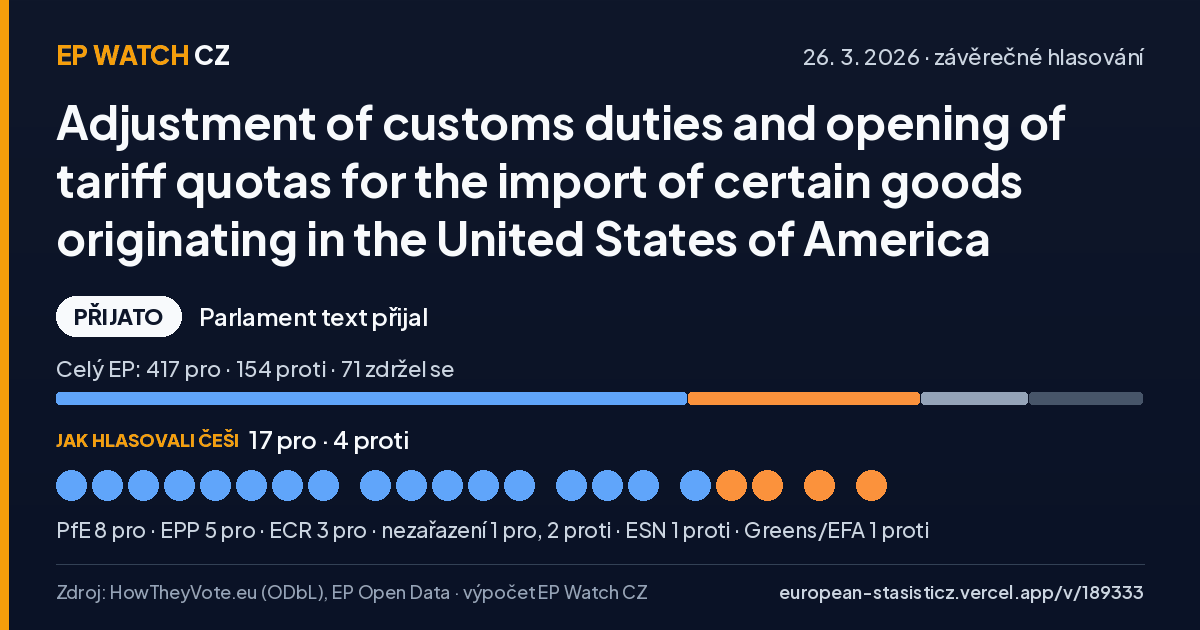 EP WATCH CZ
26. 3. 2026 · závěrečné hlasování
Adjustment of customs duties and opening of
tariff quotas for the import of certain goods
originating in the United States of America
PŘIJATO Parlament text přijal
Celý EP: 417 pro · 154 proti · 71 zdržel se
JAK HLASOVALI ČEŠI 17 pro · 4 proti
PfE 8 pro · EPP 5 pro · ECR 3 pro · nezařazení 1 pro, 2 proti · ESN 1 proti · Greens/EFA 1 proti
Zdroj: HowTheyVote.eu (ODbL), EP Open Data · výpočet EP Watch CZ
european-stasisticz.vercel.app/v/189333